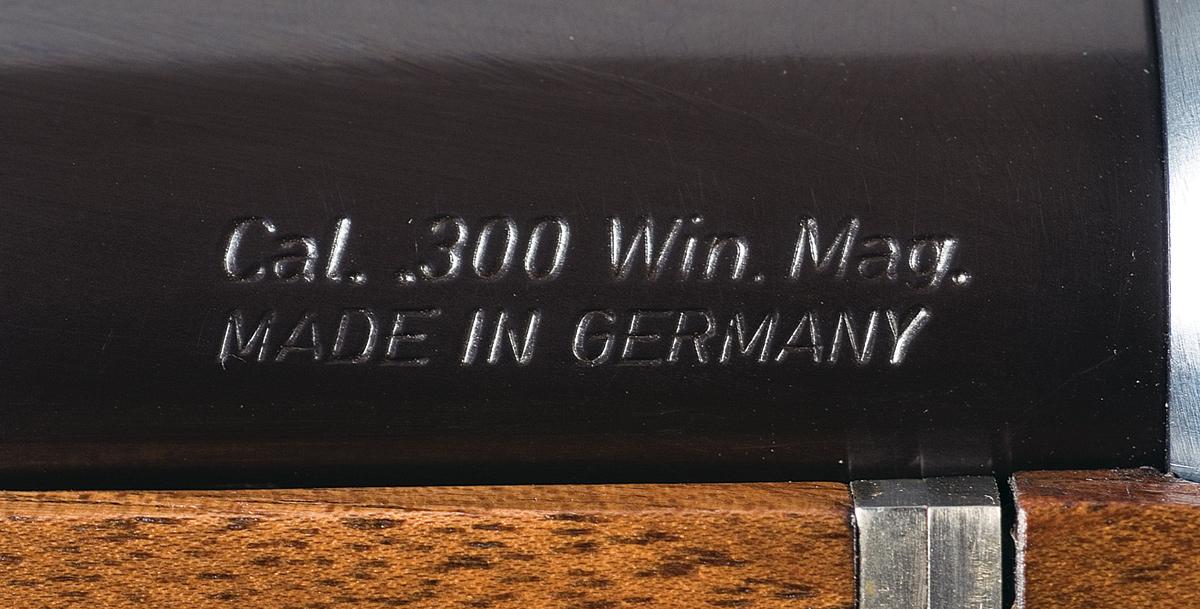 Cal. .300 Win. Mag.
MADE IN GERMANY